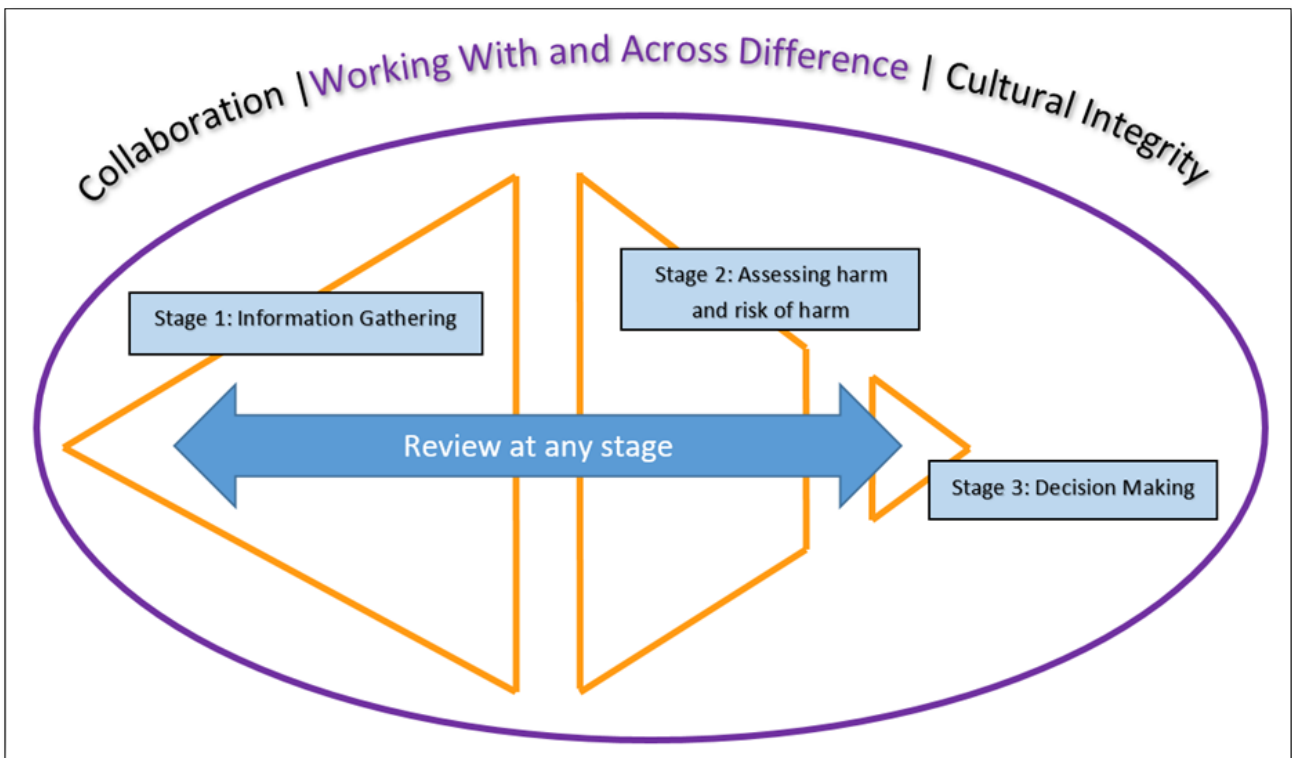 Collaboration |Working With and Across Difference | Cultural Integrity
Stage 1: Information Gathering
Stage 2: Assessing harm
and risk of harm
Review at any stage
Stage 3: Decision Making